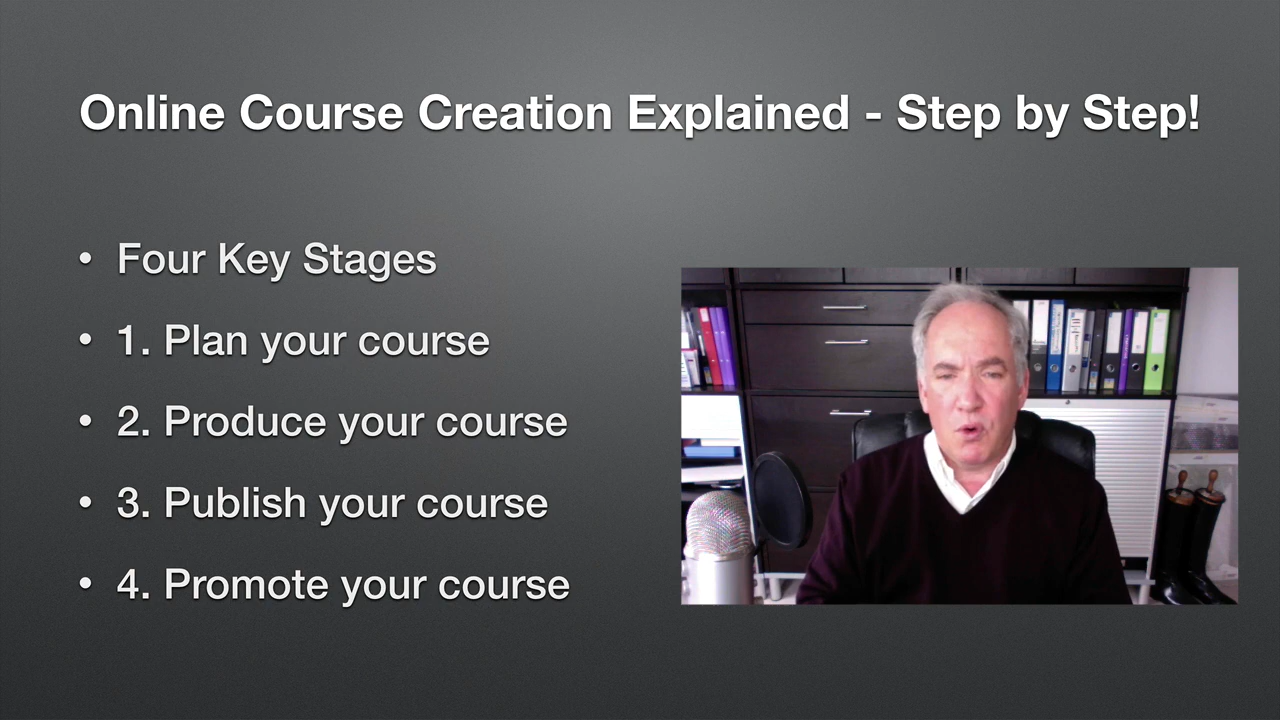 Online Course Creation Explained - Step by Step!
• Four Key Stages
• 1. Plan your course
• 2. Produce your course
• 3. Publish your course
• 4. Promote your course